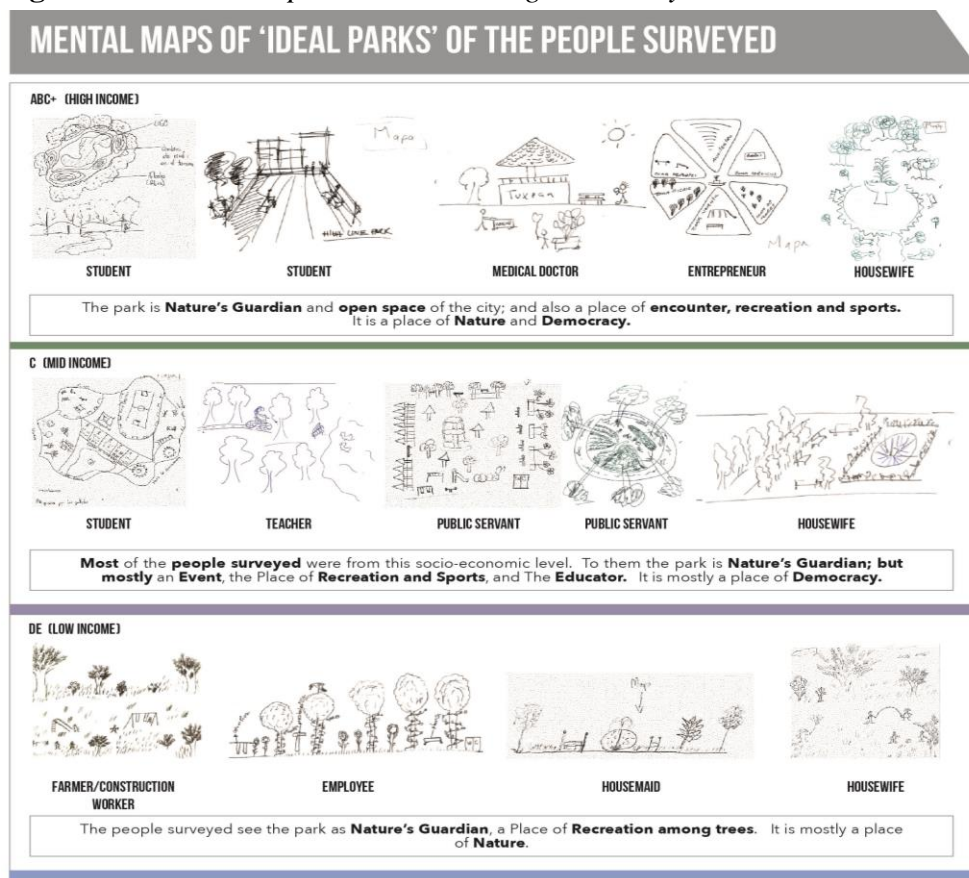 MENTAL MAPS OF 'IDEAL PARKS' OF THE PEOPLE SURVEYED
ABC+ (HIGH INCOME)
Mapa
HIGH LINE PARK
TUXPAN
Mapa
STUDENT
STUDENT
MEDICAL DOCTOR
ENTREPRENEUR
HOUSEWIFE
The park is Nature's Guardian and open space of the city; and also a place of encounter, recreation and sports.
It is a place of Nature and Democracy.
C (MID INCOME)
STUDENT
TEACHER
PUBLIC SERVANT
PUBLIC SERVANT
HOUSEWIFE
Most of the people surveyed were from this socio-economic level. To them the park is Nature's Guardian; but
mostly an Event, the Place of Recreation and Sports, and The Educator. It is mostly a place of Democracy.
DE (LOW INCOME)
Mapa
FARMER/CONSTRUCTION
WORKER
EMPLOYEE
HOUSEMAID
HOUSEWIFE
The people surveyed see the park as Nature's Guardian, a Place of Recreation among trees. It is mostly a place
of Nature.